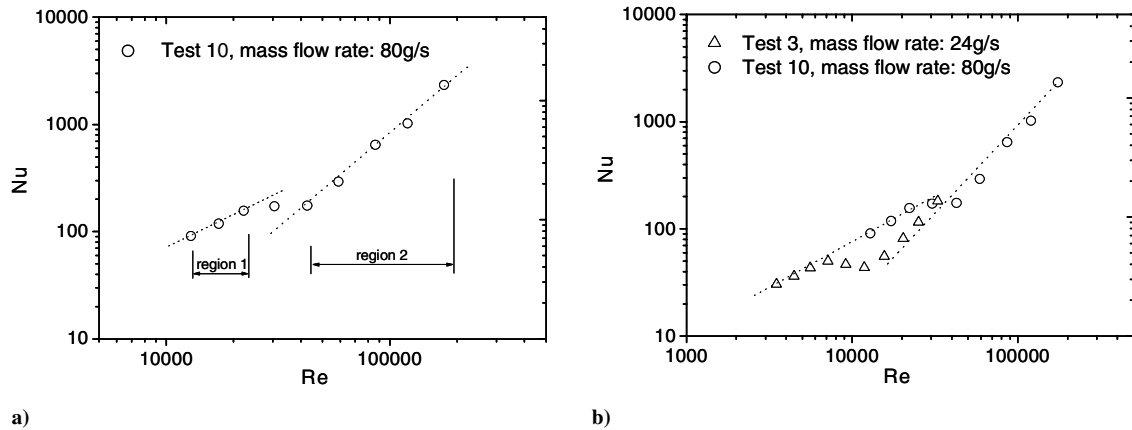 1000
Test 10, mass flow rate: 80g/s
1000
100
10
Nu
region 1
region 2
10000
100000
Re
a)
10000
Test 3, mass flow rate: 24g/s
Test 10, mass flow rate: 80g/s
1000
100
10
Nu
1000
10000
100000
Re
b)